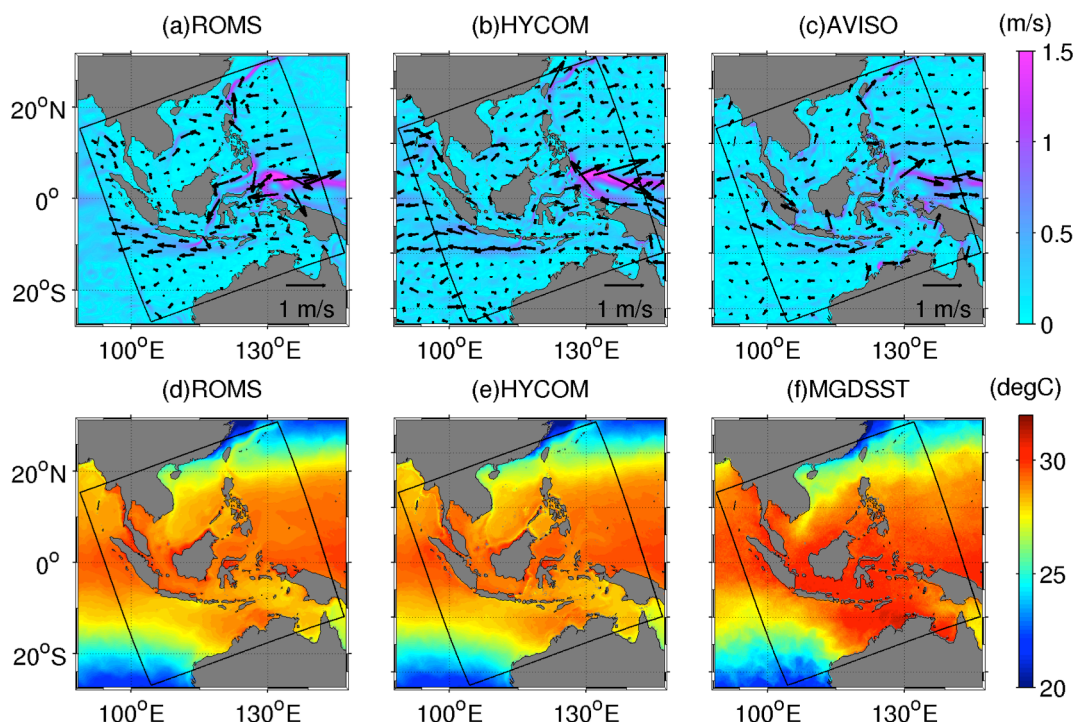 (a)ROMS (b)HYCOM (c)AVISO (m/s)
1.5
20°N
1
0°
0.5
20°S
1 m/s 1 m/s 1 m/s
0
100°E 130°E 100°E 130°E 100°E 130°E
(d)ROMS (e)HYCOM (f)MGDSST (degC)
20°N
30
0°
25
20°S
20
100°E 130°E 100°E 130°E 100°E 130°E